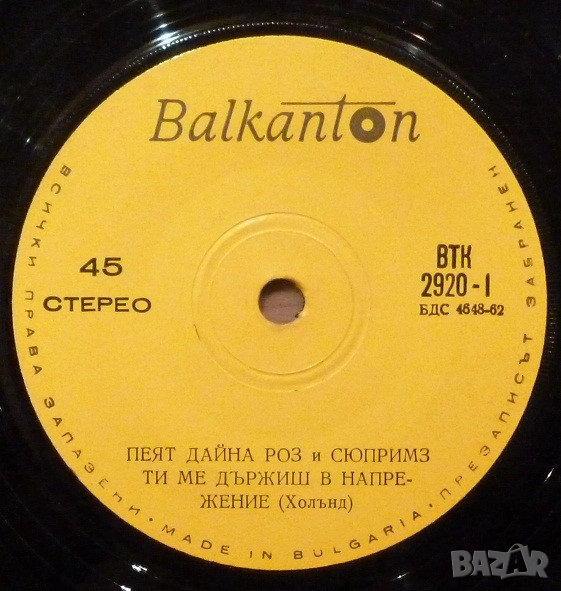 Balkanton
45
СТЕРЕО
ВТК
2920-1
БДС 4648-62
ПЕЯТ ДАЙНА РОЗ и СЮПРИМЗ
ТИ МЕ ДЪРЖИШ В НАПРЕ-
ЖЕНИЕ (Холънд)
ВСИЧКИ ПРАВА ЗАПАЗЕНИ • MADE IN BULGARIA • ПРЕЗАПИСЪТ ЗАБРАНЕН
BAZAR